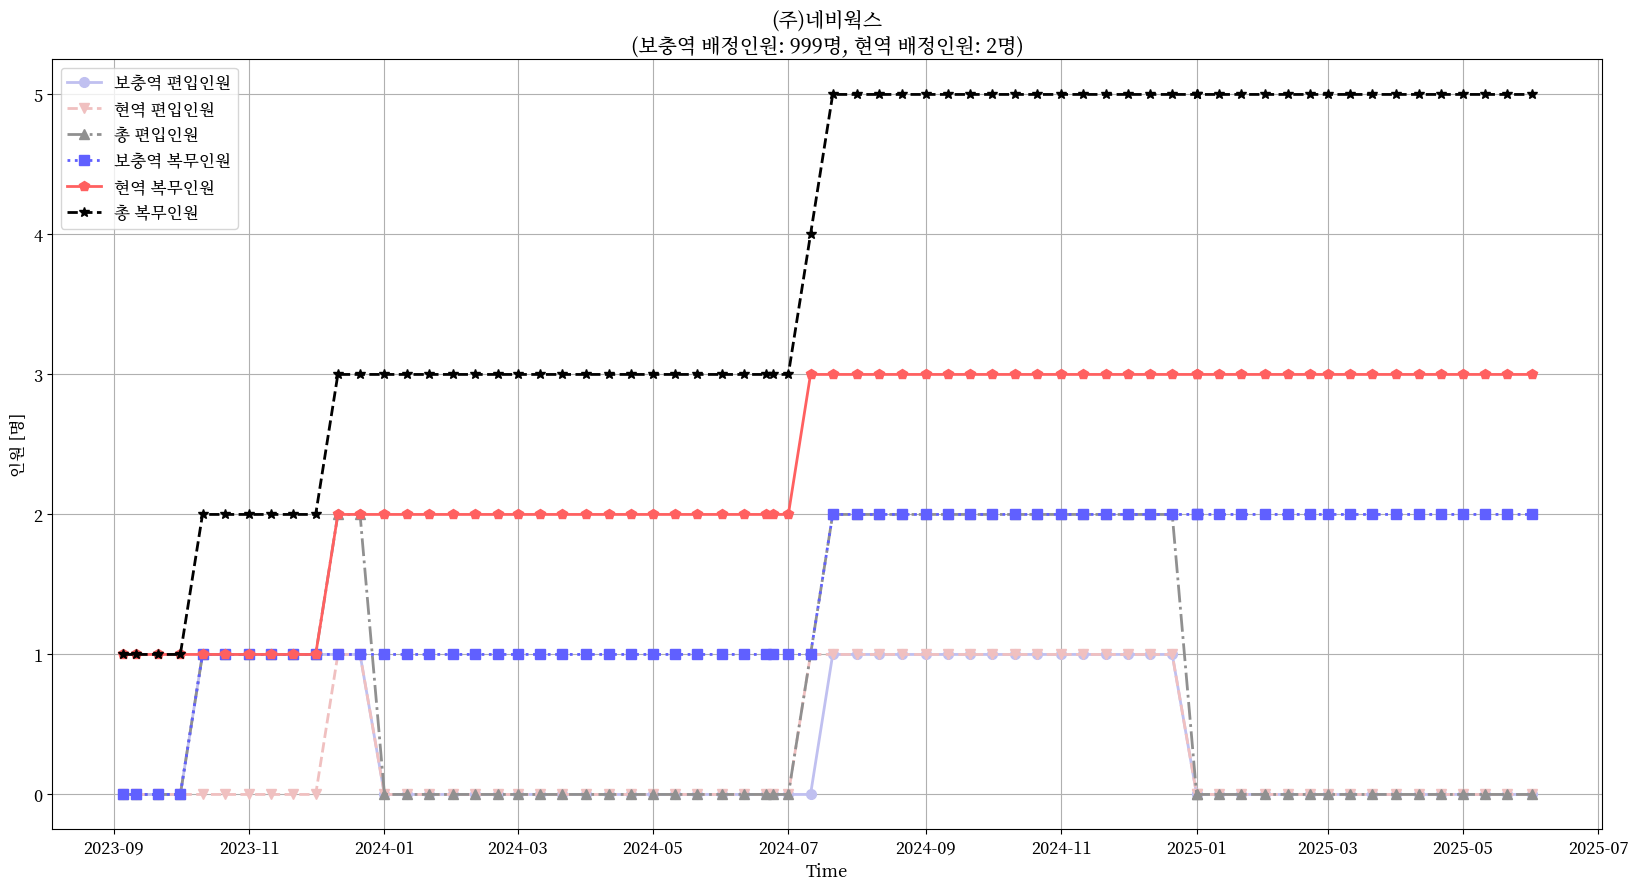 (주)네비웍스
(보충역 배정인원: 999명, 현역 배정인원: 2명)
보충역 편입인원
현역 편입인원
총 편입인원
보충역 복무인원
현역 복무인원
총 복무인원
인원 [명]
5
4
3
2
1
0
2023-09 2023-11 2024-01 2024-03 2024-05 2024-07 2024-09 2024-11 2025-01 2025-03 2025-05 2025-07
Time